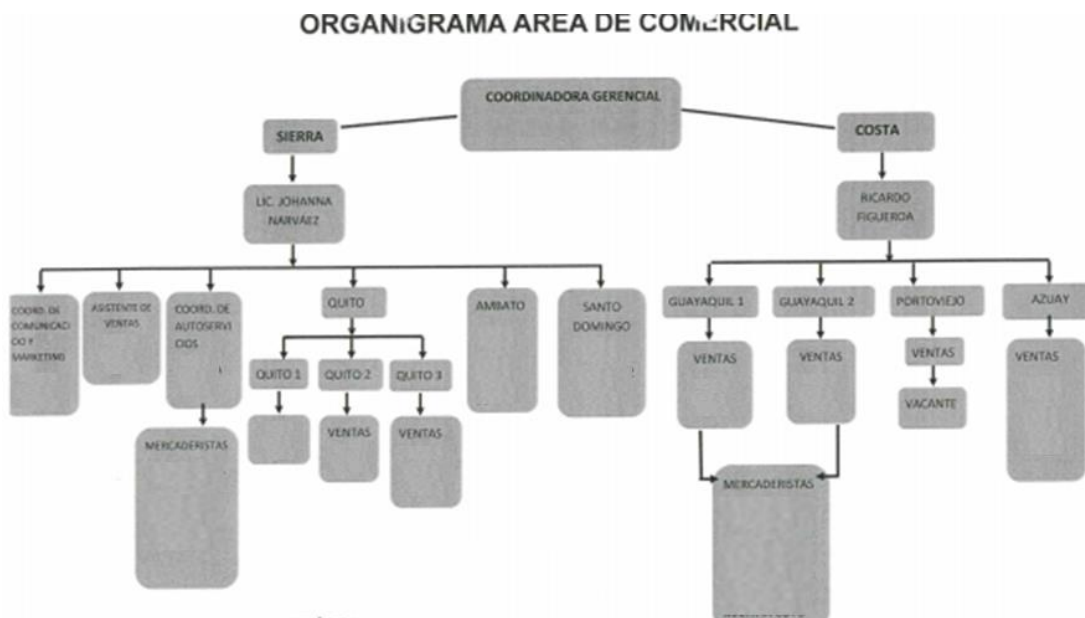 ORGANIGRAMA AREA DE COMERCIAL
COORDINADORA GERENCIAL
SIERRA
COSTA
LIC. JOHANNA
NARVÁEZ
RICARDO
FIGUEROA
COORD. DE
COMUNICACI
CIO Y
MARKETING
ASISTENTE DE
VENTAS
COORD. DE
AUTOSERVI
CIOS
QUITO
AMBATO
SANTO
DOMINGO
GUAYAQUIL 1
GUAYAQUIL 2
PORTOVIEJO
AZUAY
QUITO 1
QUITO 2
QUITO 3
VENTAS
VENTAS
VENTAS
VENTAS
VACANTE
VENTAS
VENTAS
MERCADERISTAS
MERCADERISTAS